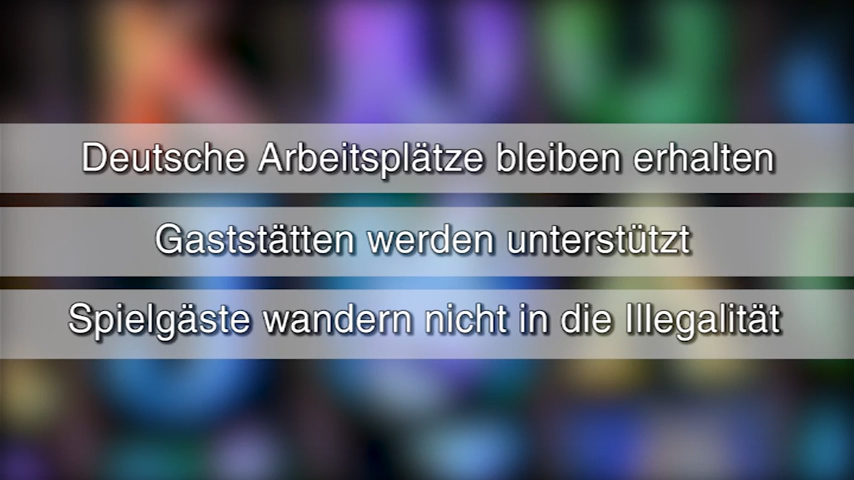 Deutsche Arbeitsplätze bleiben erhalten
Gaststätten werden unterstützt
Spielgäste wandern nicht in die Illegalität